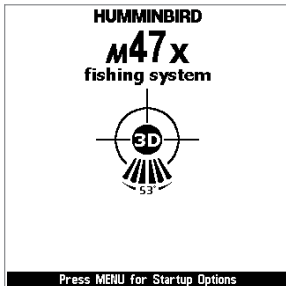 HUMMINBIRD
M47x
fishing system
3D
53°
Press MENU for Startup Options